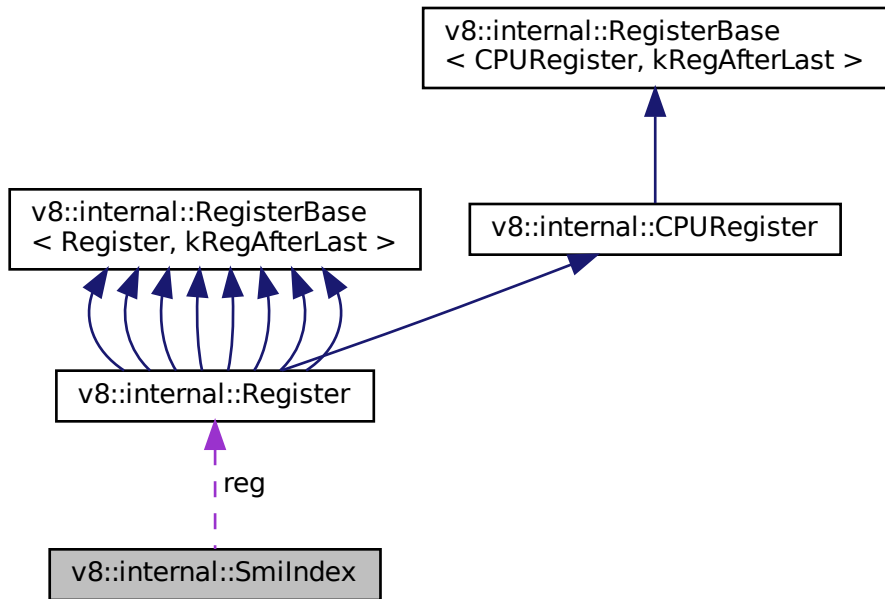 v8::internal::RegisterBase
< CPURegister, kRegAfterLast >
v8::internal::RegisterBase
< Register, kRegAfterLast >
v8::internal::CPURegister
v8::internal::Register
reg
v8::internal::SmiIndex